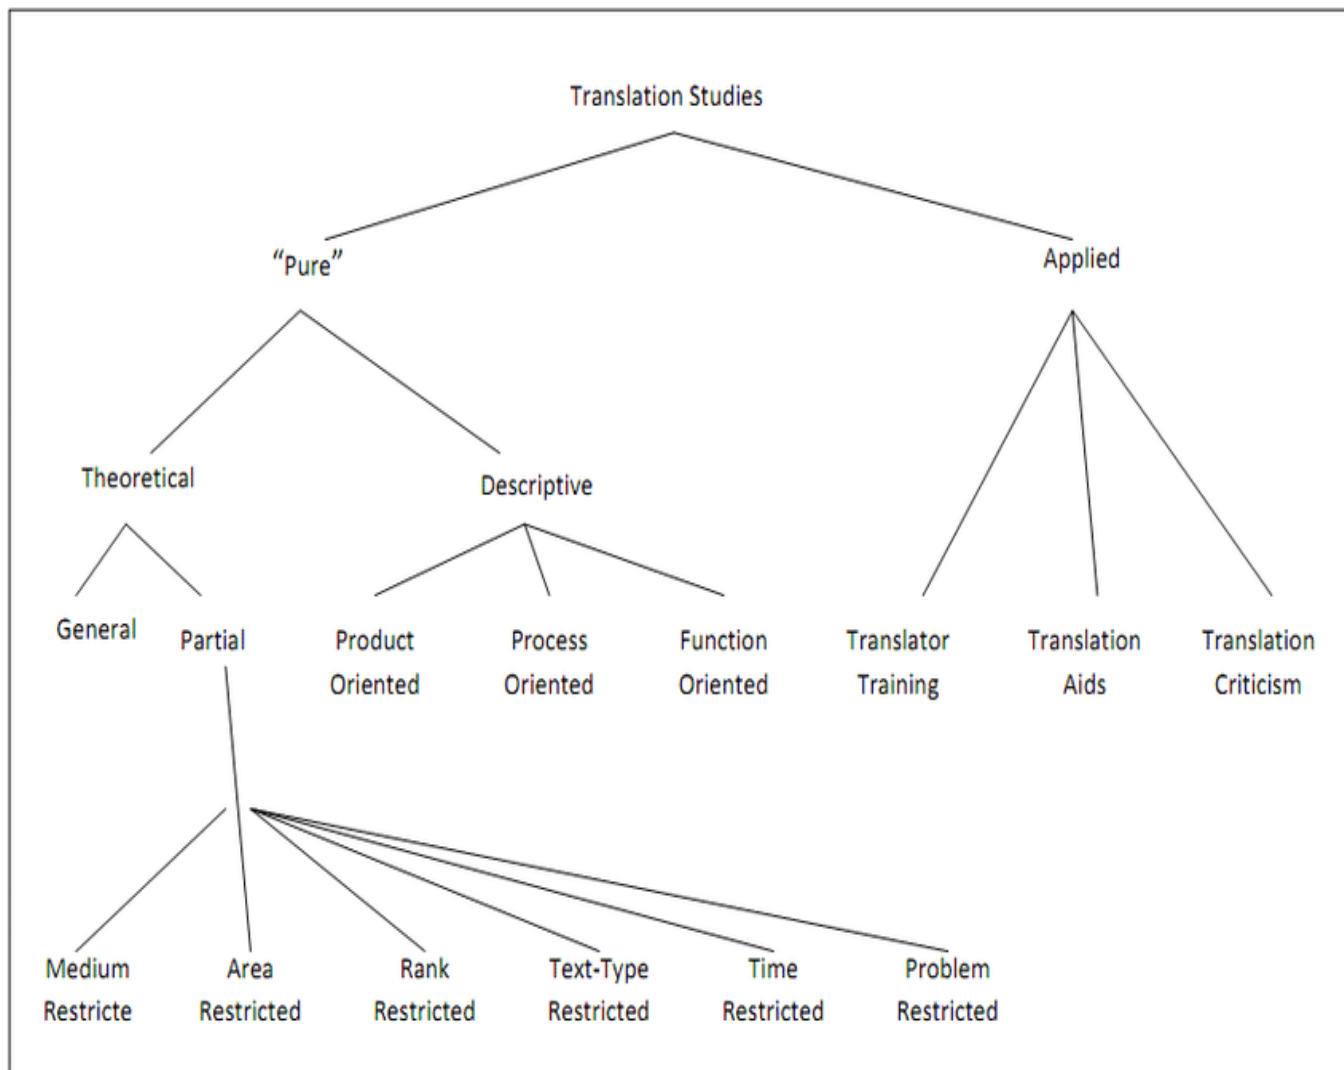 Translation Studies
“Pure”
Applied
Theoretical
Descriptive
General
Partial
Product
Oriented
Process
Oriented
Function
Oriented
Translator
Training
Translation
Aids
Translation
Criticism
Medium
Restricte
Area
Restricted
Rank
Restricted
Text-Type
Restricted
Time
Restricted
Problem
Restricted